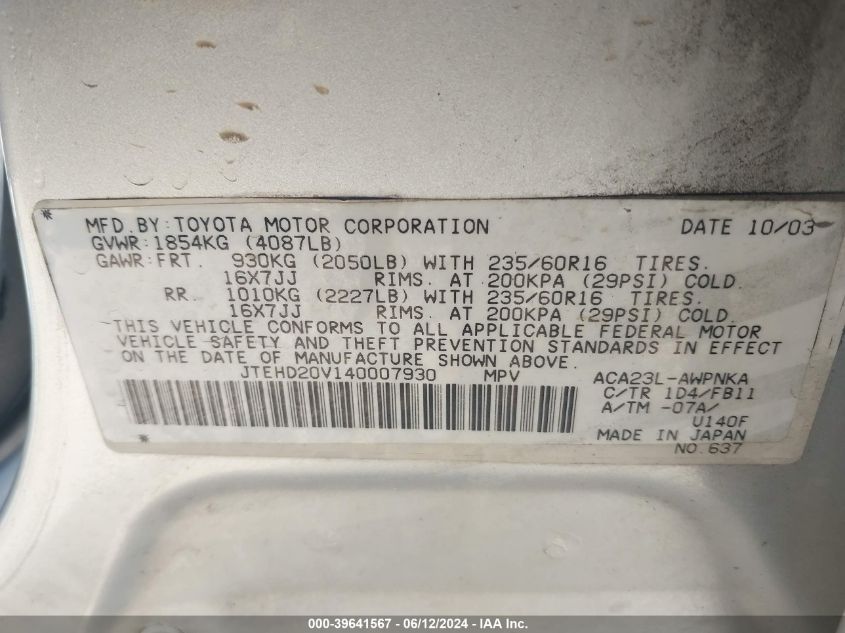 MFD.BY:TOYOTA MOTOR CORPORATION DATE 10/03
GVWR:1854KG (4087LB)
GAWR:FRT. 930KG (2050LB) WITH 235/60R16 TIRES.
16X7JJ RIMS. AT 200KPA (29PSI) COLD.
RR. 1010KG (2227LB) WITH 235/60R16 TIRES.
16X7JJ RIMS. AT 200KPA (29PSI) COLD.
THIS VEHICLE CONFORMS TO ALL APPLICABLE FEDERAL MOTOR
VEHICLE SAFETY AND THEFT PREVENTION STANDARDS IN EFFECT
ON THE DATE OF MANUFACTURE SHOWN ABOVE.
JTEHD20V140007930 MPV ACA23L-AWPNKA
C/TR 1D4/FB11
A/TM -07A/
U140F
MADE IN JAPAN
NO.637
000-39641567 - 06/12/2024 - IAA Inc.